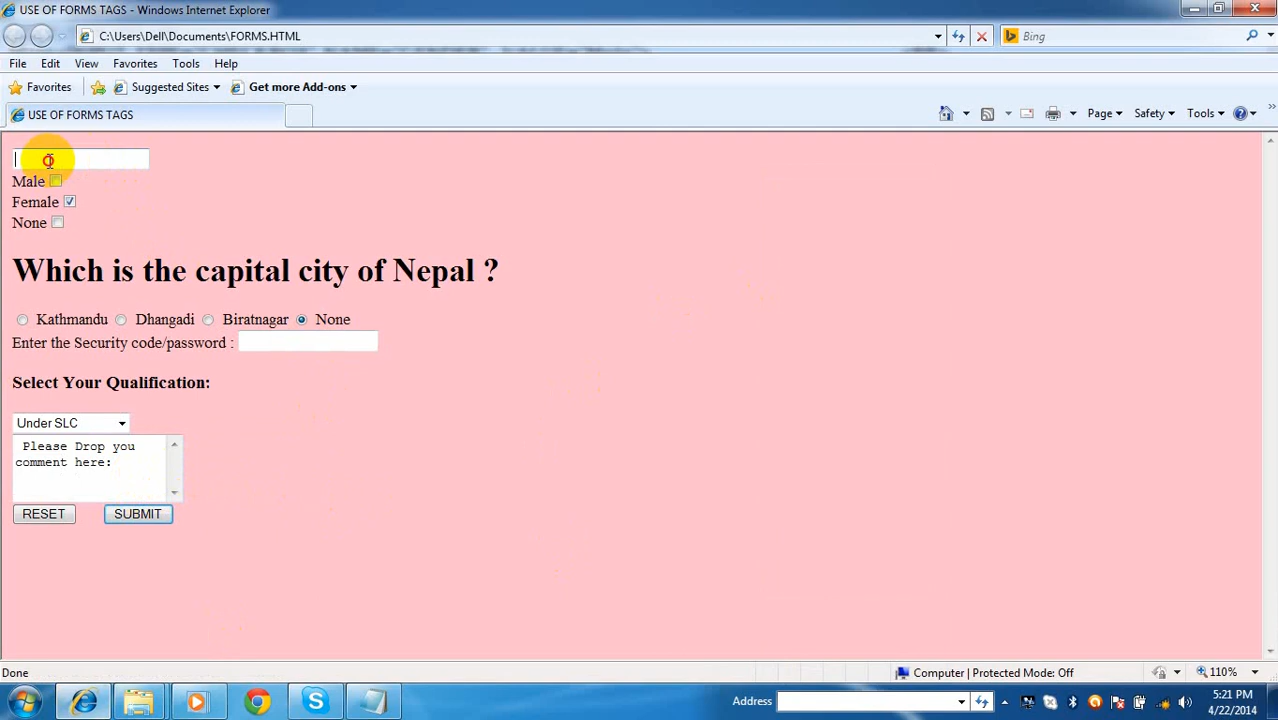 USE OF FORMS TAGS - Windows Internet Explorer
C:\Users\Dell\Documents\FORMS.HTML
Bing
File Edit View Favorites Tools Help
Favorites Suggested Sites Get more Add-ons
USE OF FORMS TAGS
Page Safety Tools
Male
Female
None
Which is the capital city of Nepal ?
Kathmandu Dhangadi Biratnagar None
Enter the Security code/password :
Select Your Qualification:
Under SLC
Please Drop you
comment here:
RESET SUBMIT
Done
Computer | Protected Mode: Off
110%
Address
5:21 PM
4/22/2014